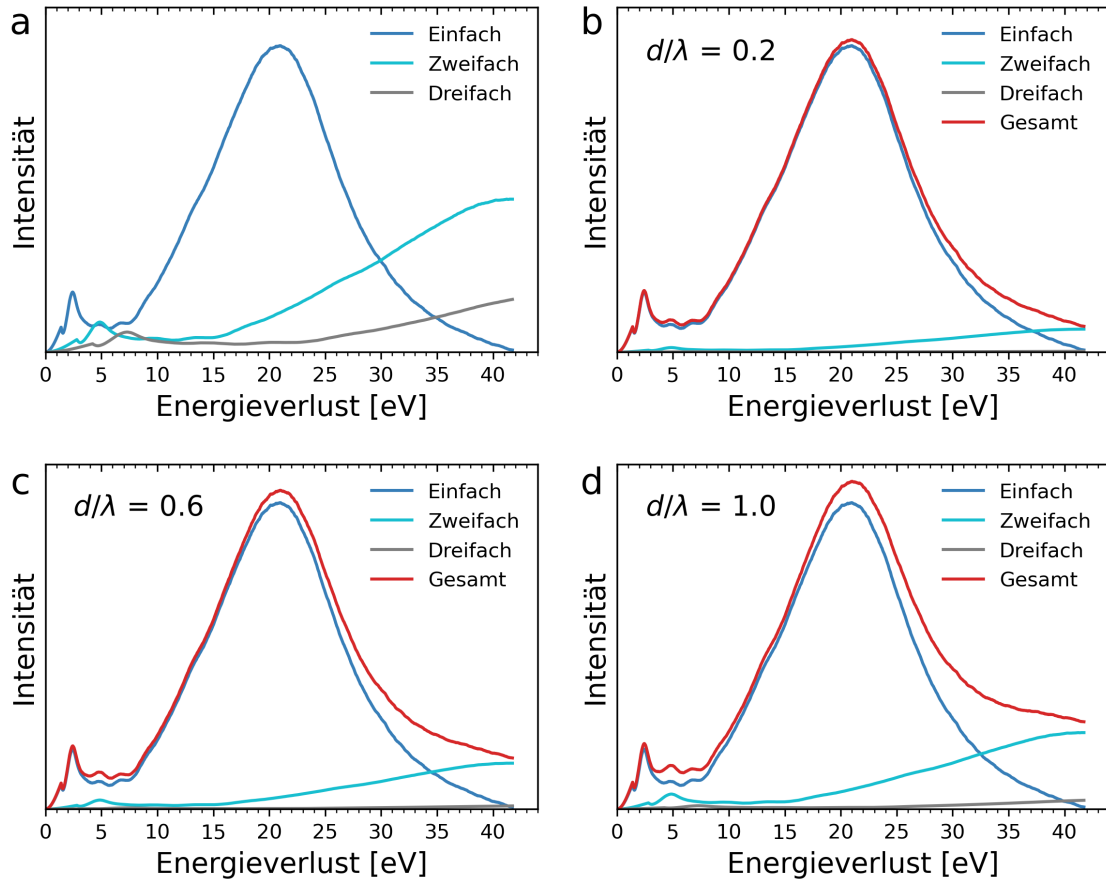 a
Einfach
Zweifach
Dreifach
Intensität
0 5 10 15 20 25 30 35 40
Energieverlust [eV]
b
d/λ = 0.2
Einfach
Zweifach
Dreifach
Gesamt
Intensität
0 5 10 15 20 25 30 35 40
Energieverlust [eV]
c
d/λ = 0.6
Einfach
Zweifach
Dreifach
Gesamt
Intensität
0 5 10 15 20 25 30 35 40
Energieverlust [eV]
d
d/λ = 1.0
Einfach
Zweifach
Dreifach
Gesamt
Intensität
0 5 10 15 20 25 30 35 40
Energieverlust [eV]